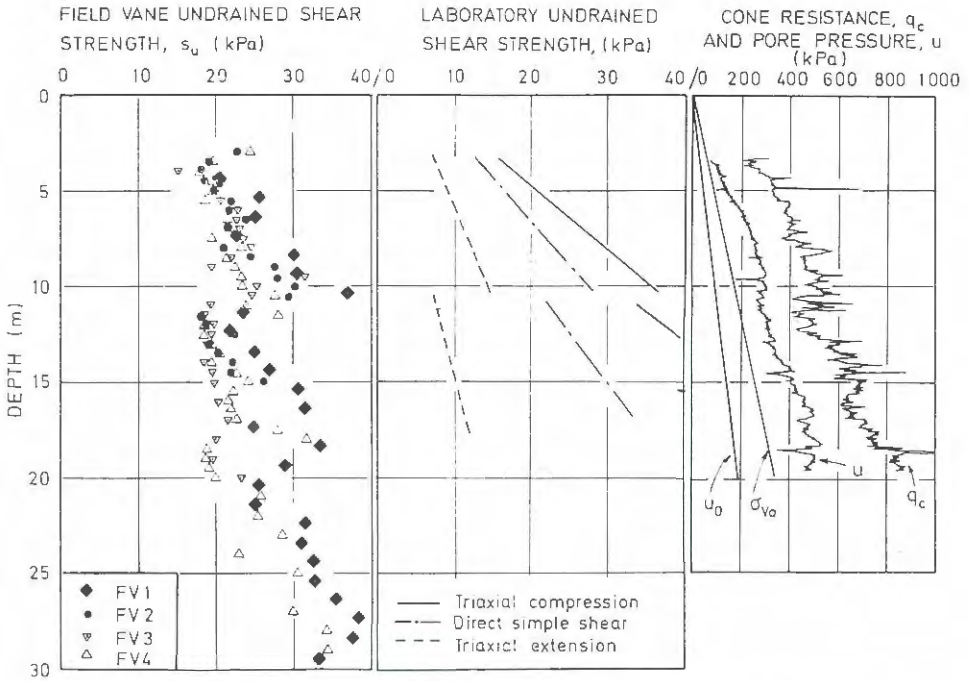 FIELD VANE UNDRAINED SHEAR
STRENGTH, su (kPa)
0 10 20 30 40
LABORATORY UNDRAINED
SHEAR STRENGTH, (kPa)
/0 10 20 30 40
CONE RESISTANCE, qc
AND PORE PRESSURE, u
(kPa)
/0 200 400 600 800 1000
DEPTH (m)
0
5
10
15
20
25
30
FV1
FV2
FV3
FV4
Triaxial compression
Direct simple shear
Triaxial extension
uo
σvo
u
qc